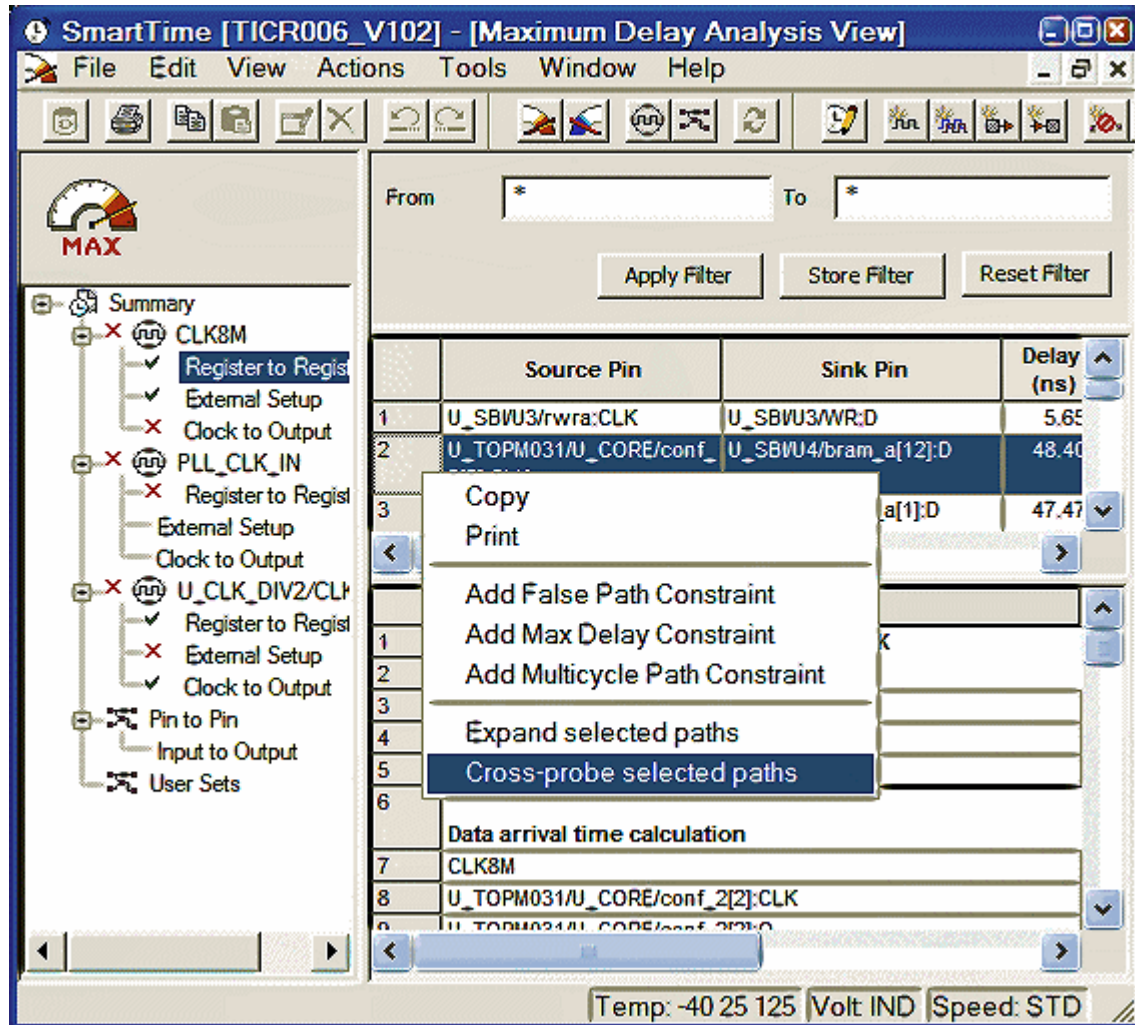 SmartTime [TICR006_V102] - [Maximum Delay Analysis View]
File Edit View Actions Tools Window Help
MAX
From * To *
Apply Filter Store Filter Reset Filter
Summary
CLK8M
Register to Regist
External Setup
Clock to Output
PLL_CLK_IN
Register to Regist
External Setup
Clock to Output
U_CLK_DIV2/CLK
Register to Regist
External Setup
Clock to Output
Pin to Pin
Input to Output
User Sets
Source Pin Sink Pin Delay (ns)
1 U_SBI/U3/rwra:CLK U_SBI/U3/WR:D 5.65
2 U_TOPM031/U_CORE/conf_ U_SBI/U4/bram_a[12]:D 48.40
3 _a[1]:D 47.47
Copy
Print
Add False Path Constraint
Add Max Delay Constraint
Add Multicycle Path Constraint
Expand selected paths
Cross-probe selected paths
1 K
2
3
4
5
6
Data arrival time calculation
7 CLK8M
8 U_TOPM031/U_CORE/conf_2[2]:CLK
Temp: -40 25 125 Volt: IND Speed: STD